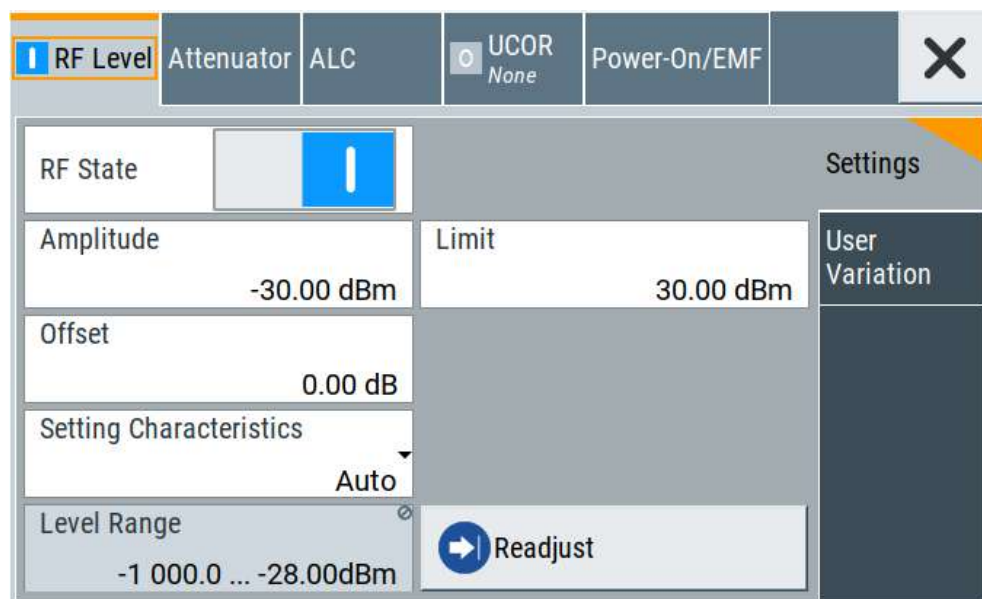 RF Level
Attenuator
ALC
UCOR
None
Power-On/EMF
RF State
Settings
Amplitude
-30.00 dBm
Limit
30.00 dBm
User
Variation
Offset
0.00 dB
Setting Characteristics
Auto
Level Range
-1 000.0 ... -28.00dBm
Readjust